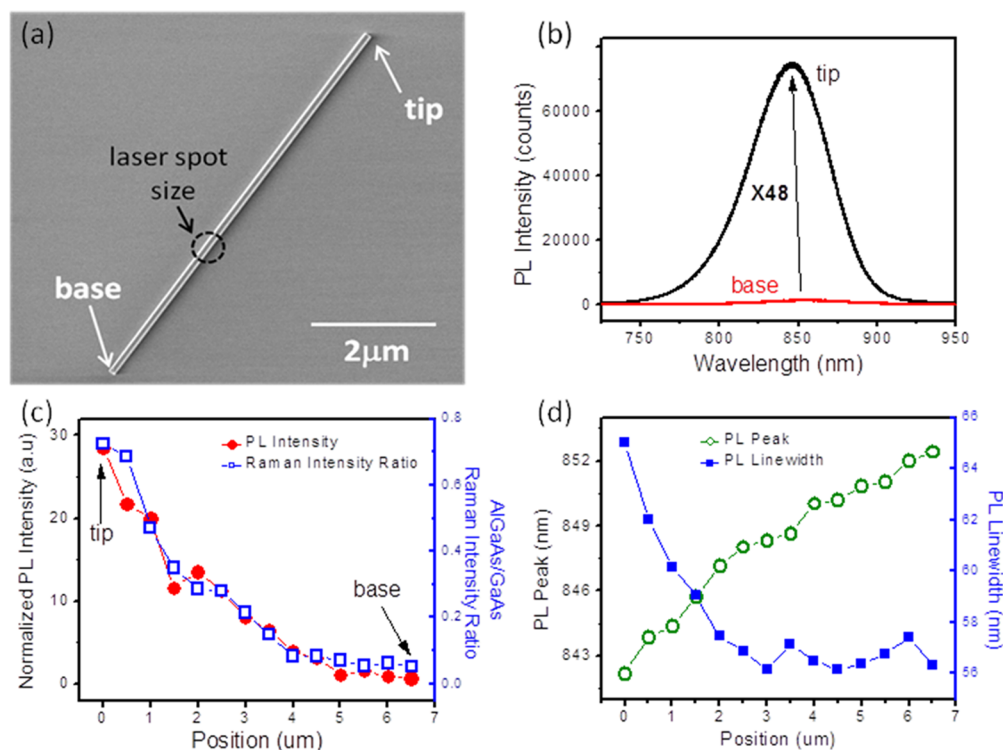 (a)
tip
laser spot
size
base
2μm
(b)
PL Intensity (counts)
60000
40000
20000
0
tip
X48
base
750
800
850
900
950
Wavelength (nm)
(c)
Normalized PL Intensity (a.u)
30
20
10
0
PL Intensity
Raman Intensity Ratio
tip
base
0.8
0.6
0.4
0.2
0.0
AlGaAs/GaAs
Raman Intensity Ratio
0
1
2
3
4
5
6
7
Position (um)
(d)
PL Peak (nm)
852
849
846
843
PL Peak
PL Linewidth
66
64
62
60
58
56
PL Linewidth
(nm)
0
1
2
3
4
5
6
7
Position (um)